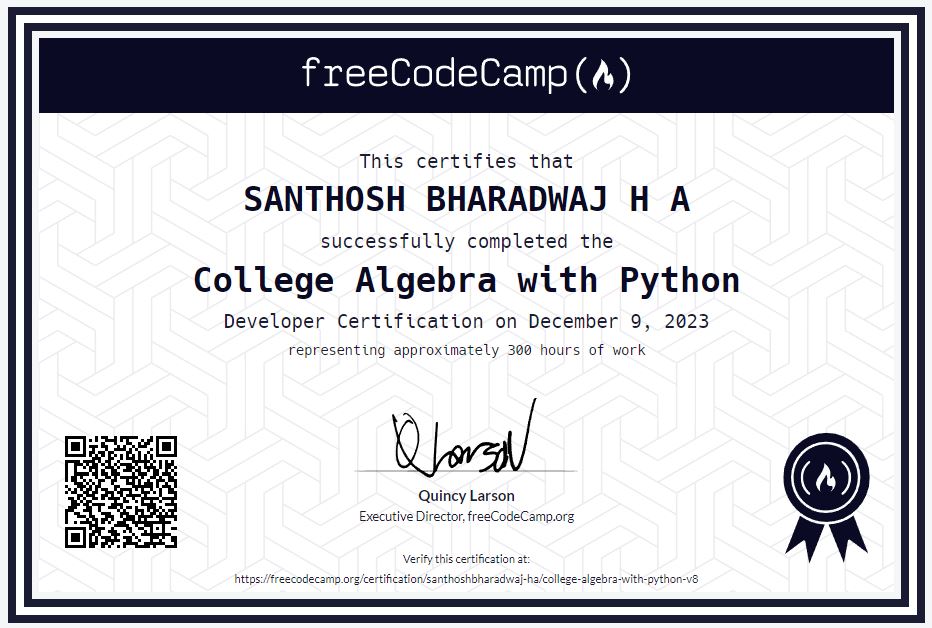 freeCodeCamp
This certifies that
SANTHOSH BHARADWAJ H A
successfully completed the
College Algebra with Python
Developer Certification on December 9, 2023
representing approximately 300 hours of work
Q Larson
Quincy Larson
Executive Director, freeCodeCamp.org
Verify this certification at:
https://freecodecamp.org/certification/santhoshbharadwaj-ha/college-algebra-with-python-v8